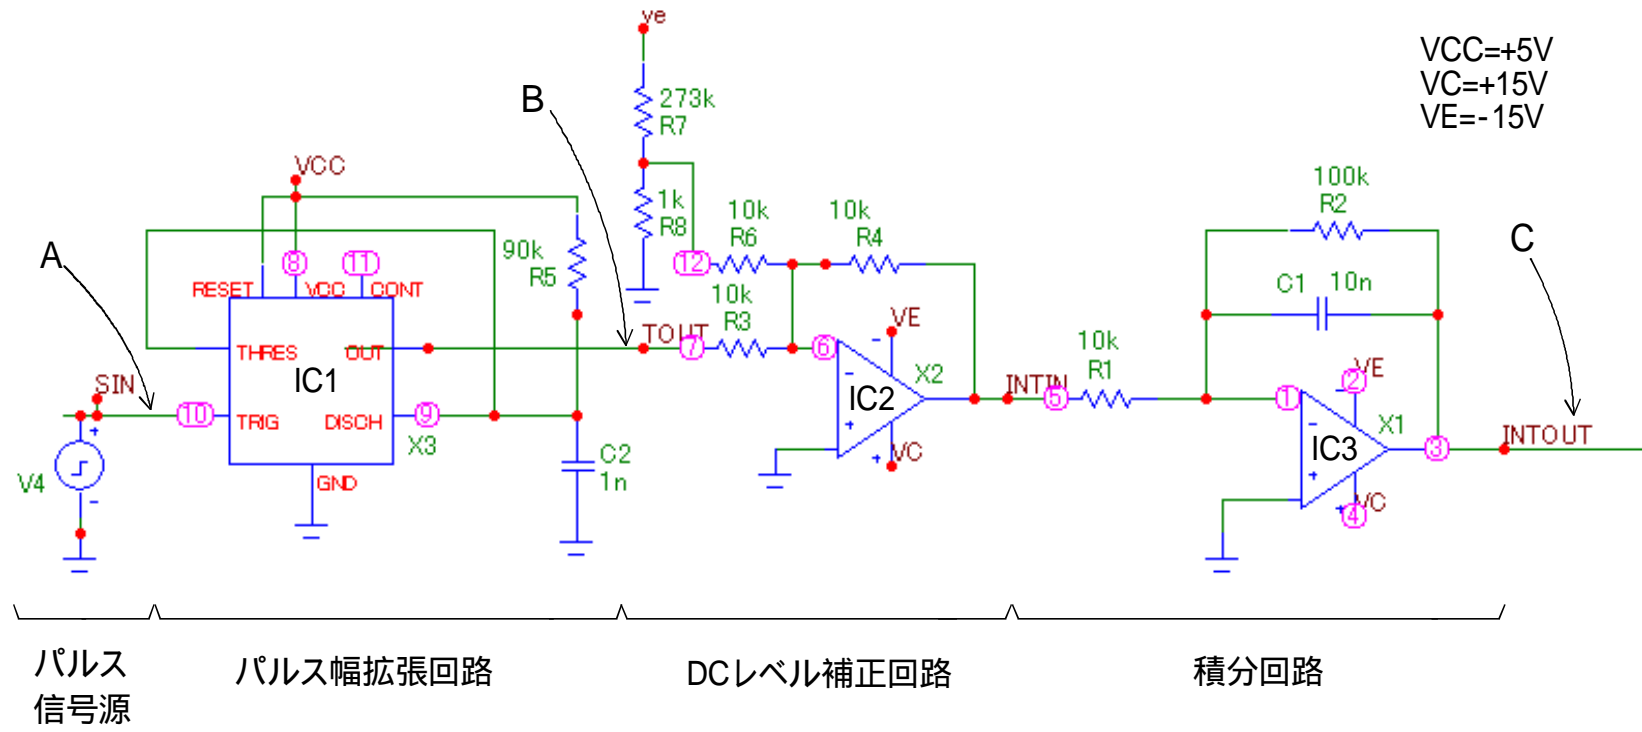 ve
VCC=+5V
VC=+15V
VE=-15V
273k
R7
B
VCC
1k
R8
10k
R6
10k
R4
100k
R2
C
A
90k
R5
8
11
12
RESET
VCC
CONT
10k
R3
C1
10n
THRES
OUT
IC1
TOUT
7
6
VE
X2
IC2
INTIN
5
10k
R1
2
VE
SIN
10
TRIG
DISCH
9
X3
1
X1
IC3
3
INTOUT
VC
V4
GND
C2
1n
4
VC
パルス
信号源
パルス幅拡張回路
DCレベル補正回路
積分回路